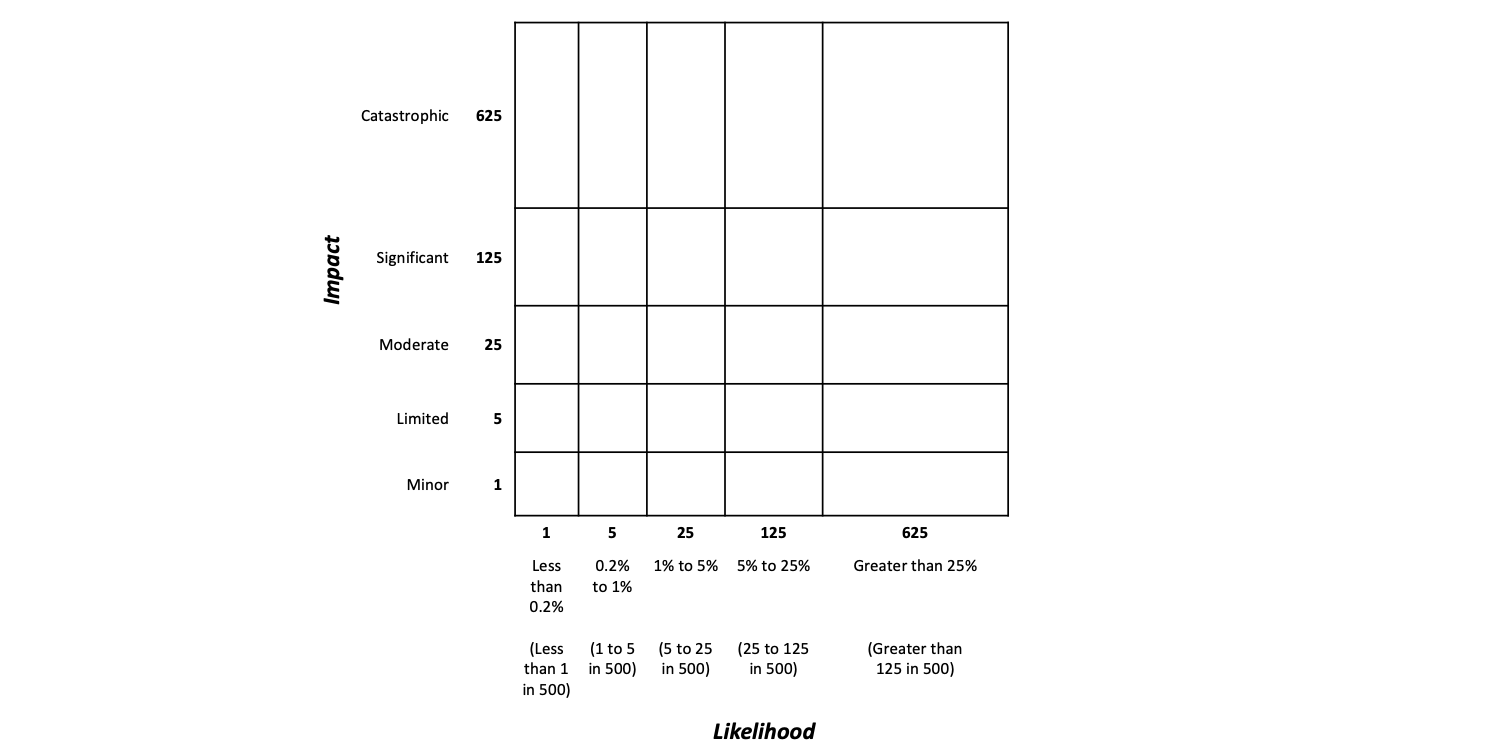 Catastrophic 625
Impact
Significant 125
Moderate 25
Limited 5
Minor 1
1 5 25 125 625
Less than 0.2%
0.2% to 1%
1% to 5%
5% to 25%
Greater than 25%
(Less than 1 in 500)
(1 to 5 in 500)
(5 to 25 in 500)
(25 to 125 in 500)
(Greater than 125 in 500)
Likelihood